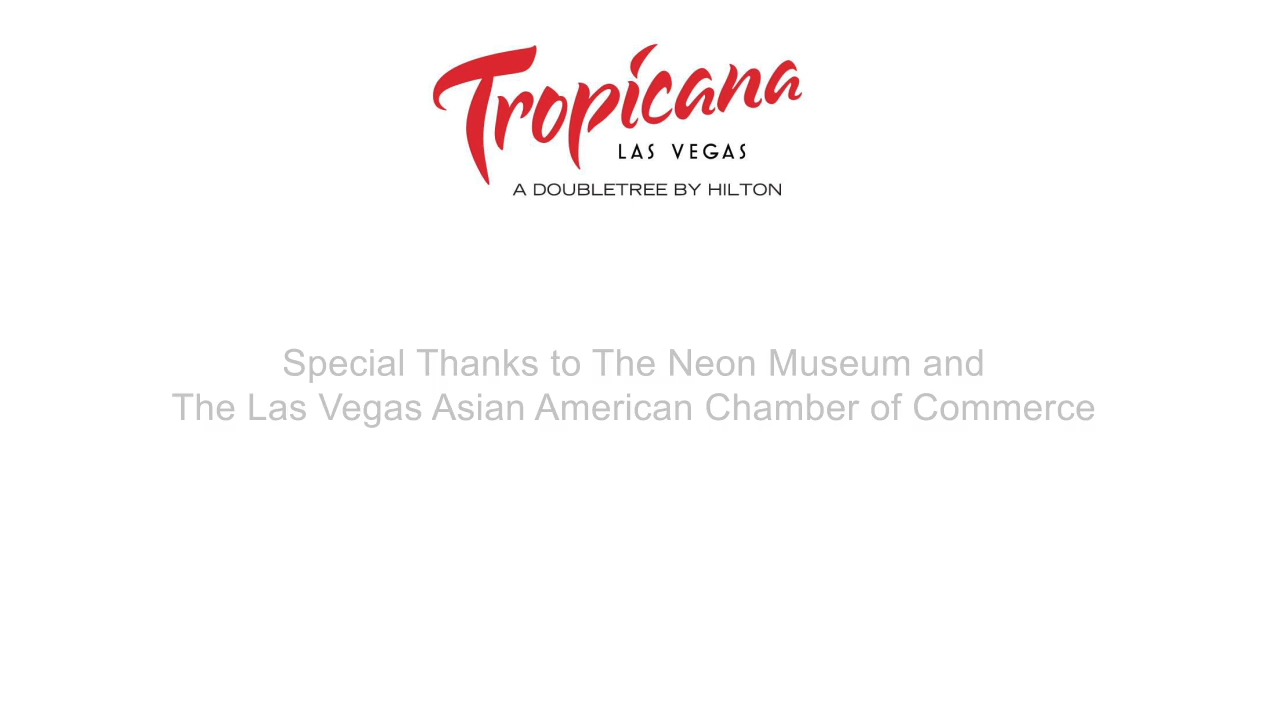 Tropicana
LAS VEGAS
A DOUBLETREE BY HILTON
Special Thanks to The Neon Museum and
The Las Vegas Asian American Chamber of Commerce